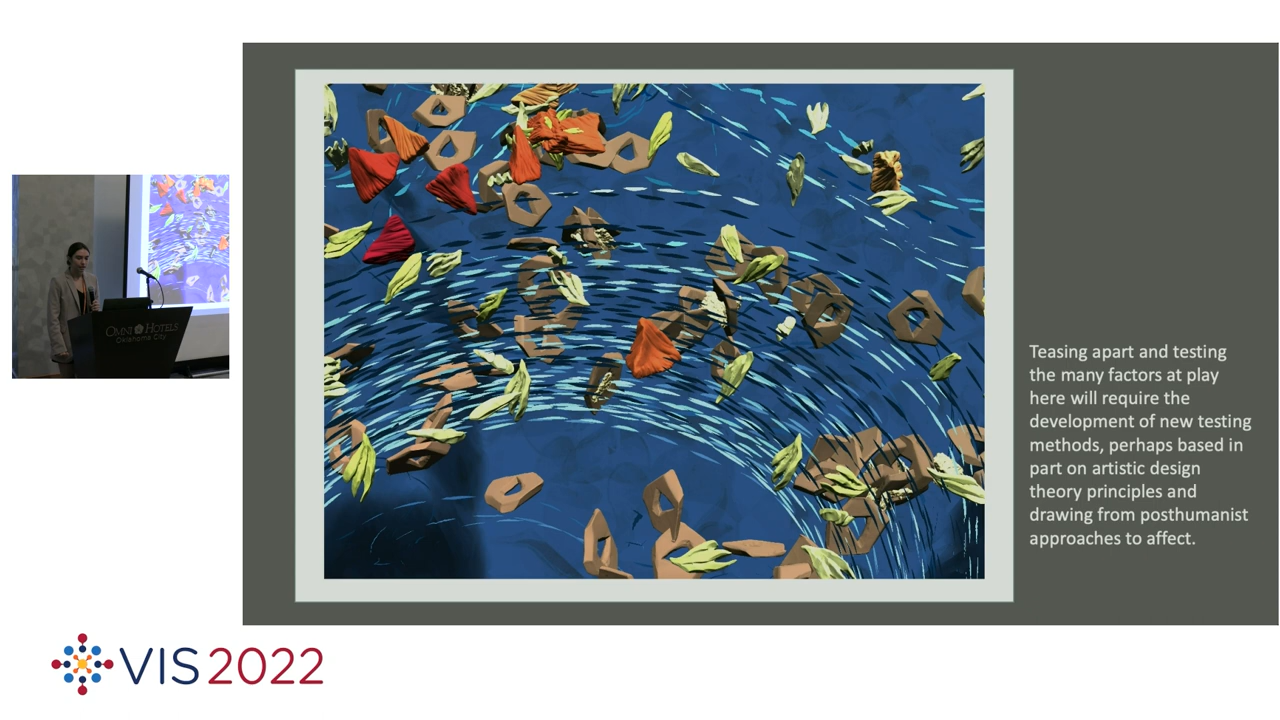 OMNI HOTELS
Oklahoma City
Teasing apart and testing
the many factors at play
here will require the
development of new testing
methods, perhaps based in
part on artistic design
theory principles and
drawing from posthumanist
approaches to affect.
VIS2022